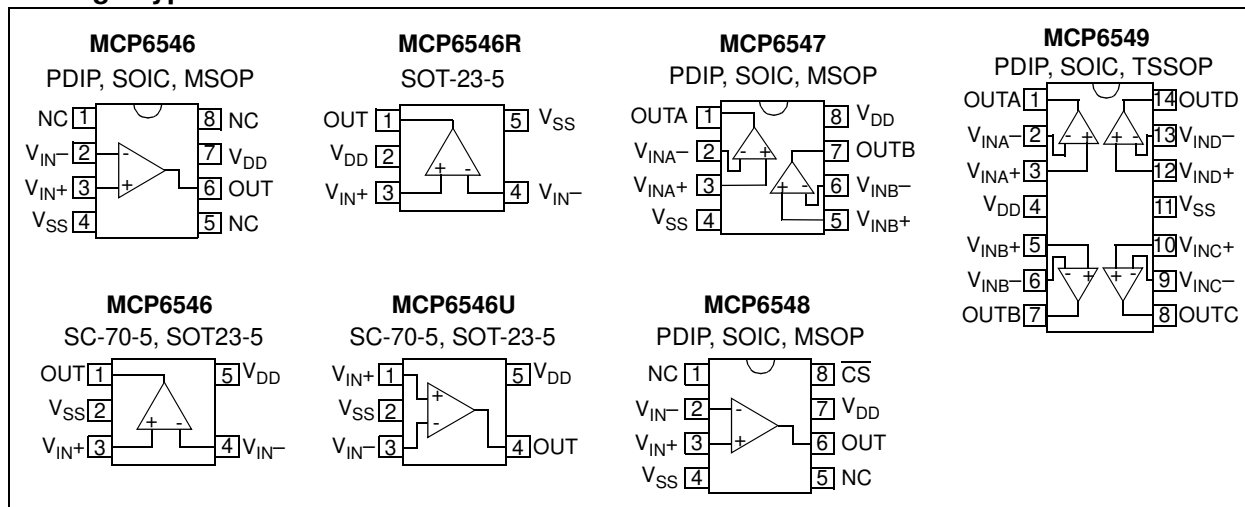 MCP6546
PDIP, SOIC, MSOP
NC 1
8 NC
VIN– 2
-
7 VDD
VIN+ 3
+
6 OUT
VSS 4
5 NC
MCP6546R
SOT-23-5
OUT 1
5 VSS
VDD 2
+ -
VIN+ 3
4 VIN–
MCP6547
PDIP, SOIC, MSOP
OUTA 1
8 VDD
VINA– 2
- +
7 OUTB
VINA+ 3
+ -
6 VINB–
VSS 4
5 VINB+
MCP6549
PDIP, SOIC, TSSOP
OUTA 1
14 OUTD
VINA– 2
- + + -
13 VIND–
VINA+ 3
12 VIND+
VDD 4
11 VSS
VINB+ 5
10 VINC+
VINB– 6
- + + -
9 VINC–
OUTB 7
8 OUTC
MCP6546
SC-70-5, SOT23-5
OUT 1
5 VDD
VSS 2
+ -
VIN+ 3
4 VIN–
MCP6546U
SC-70-5, SOT-23-5
VIN+ 1
+
5 VDD
VSS 2
-
VIN– 3
4 OUT
MCP6548
PDIP, SOIC, MSOP
NC 1
8 C̅S̅
VIN– 2
-
7 VDD
VIN+ 3
+
6 OUT
VSS 4
5 NC